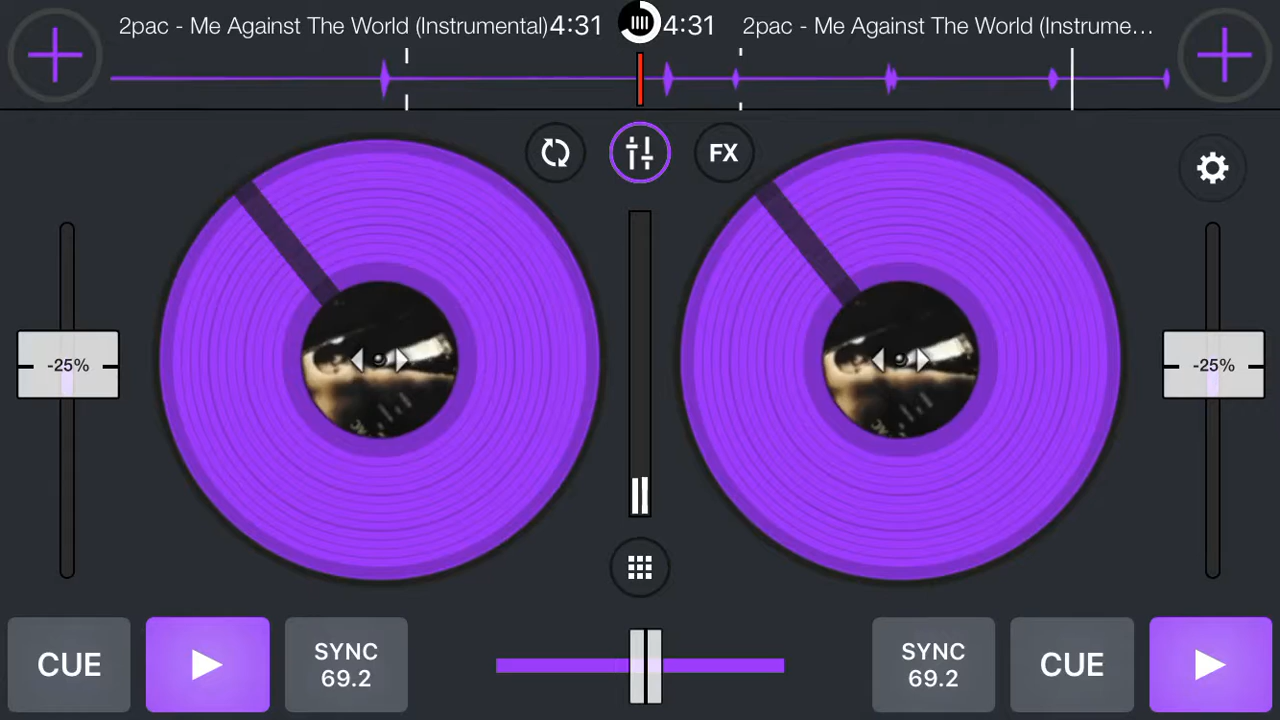 2pac - Me Against The World (Instrumental) 4:31
4:31 2pac - Me Against The World (Instrume...
FX
-25%
-25%
CUE
SYNC
69.2
SYNC
69.2
CUE